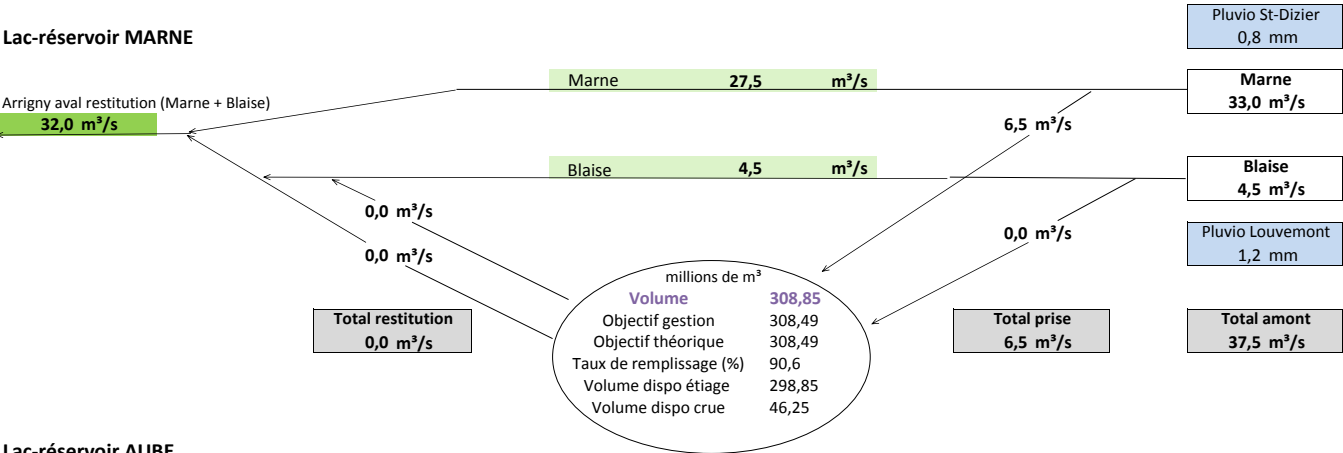 Pluvio St-Dizier
0,8 mm
Lac-réservoir MARNE
Marne 27,5 m³/s
Marne
33,0 m³/s
Arrigny aval restitution (Marne + Blaise)
32,0 m³/s
6,5 m³/s
Blaise 4,5 m³/s
Blaise
4,5 m³/s
0,0 m³/s
0,0 m³/s
Pluvio Louvemont
1,2 mm
0,0 m³/s
millions de m³
Volume 308,85
Objectif gestion 308,49
Objectif théorique 308,49
Taux de remplissage (%) 90,6
Volume dispo étiage 298,85
Volume dispo crue 46,25
Total restitution
0,0 m³/s
Total prise
6,5 m³/s
Total amont
37,5 m³/s
Lac-réservoir AUBE